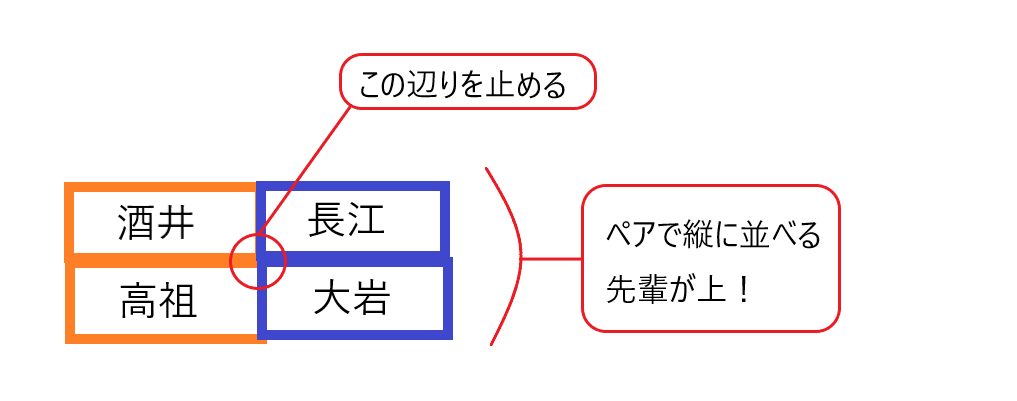 この辺りを止める
酒井
長江
高祖
大岩
ペアで縦に並べる
先輩が上！